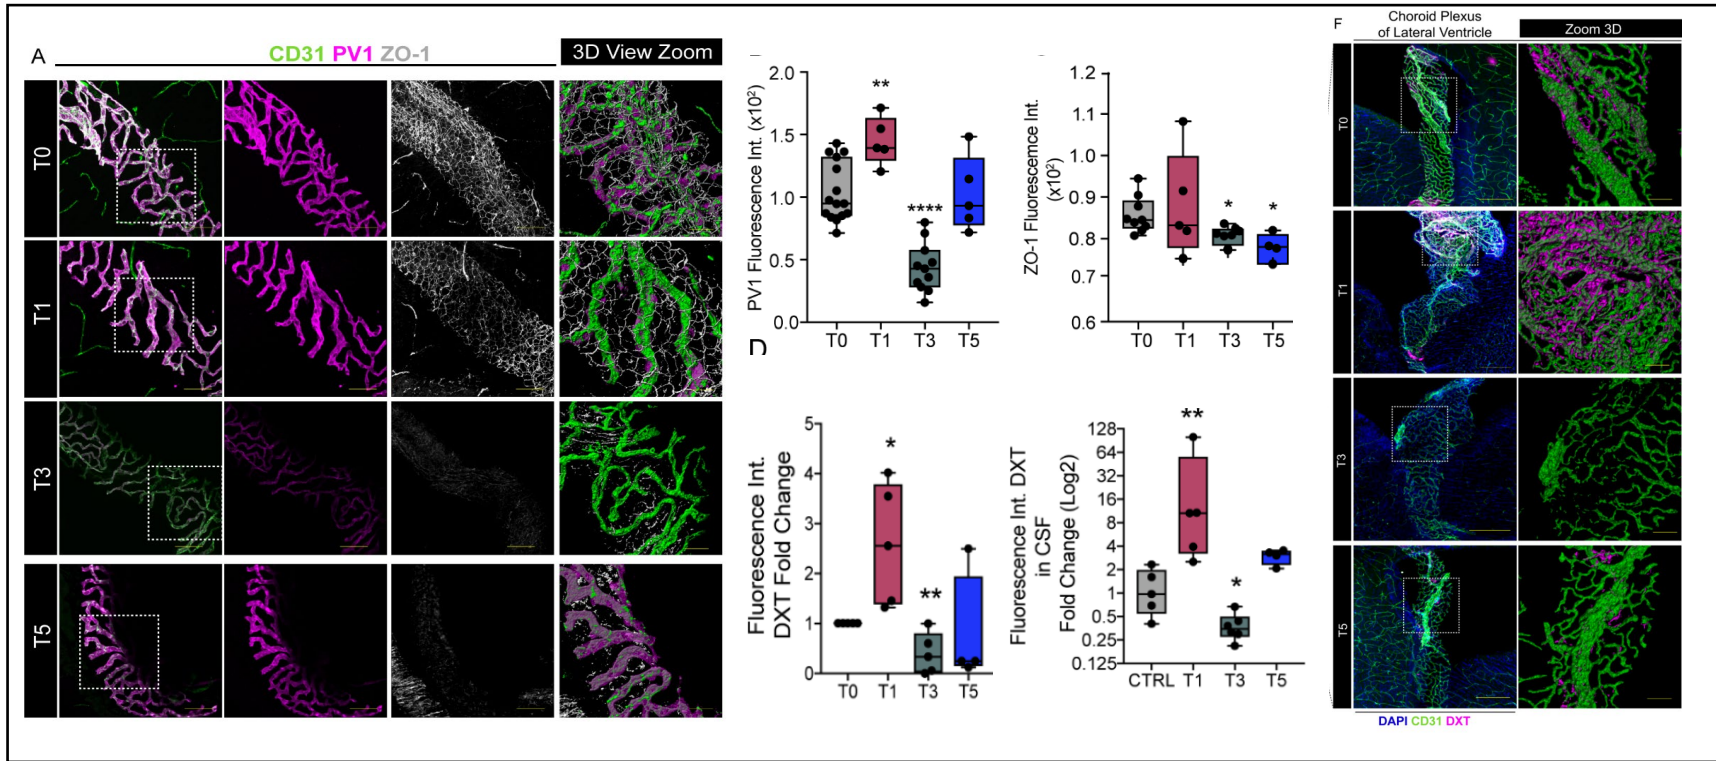 A
CD31 PV1 ZO-1
3D View Zoom
T0
T1
T3
T5
PV1 Fluorescence Int. (x10²)
2.0
1.5
1.0
0.5
0.0
**
****
T0 T1 T3 T5
ZO-1 Fluorescence Int.
(x10²)
1.2
1.0
0.9
0.8
0.7
0.6
*
*
T0 T1 T3 T5
D
Fluorescence Int.
DXT Fold Change
5
4
3
2
1
0
*
**
T0 T1 T3 T5
Fluorescence Int. DXT
in CSF
Fold Change (Log2)
128
64
32
16
8
4
2
1
0.5
0.25
0.125
**
*
CTRL T1 T3 T5
F
Choroid Plexus
of Lateral Ventricle
Zoom 3D
T0
T1
T3
T5
DAPI CD31 DXT